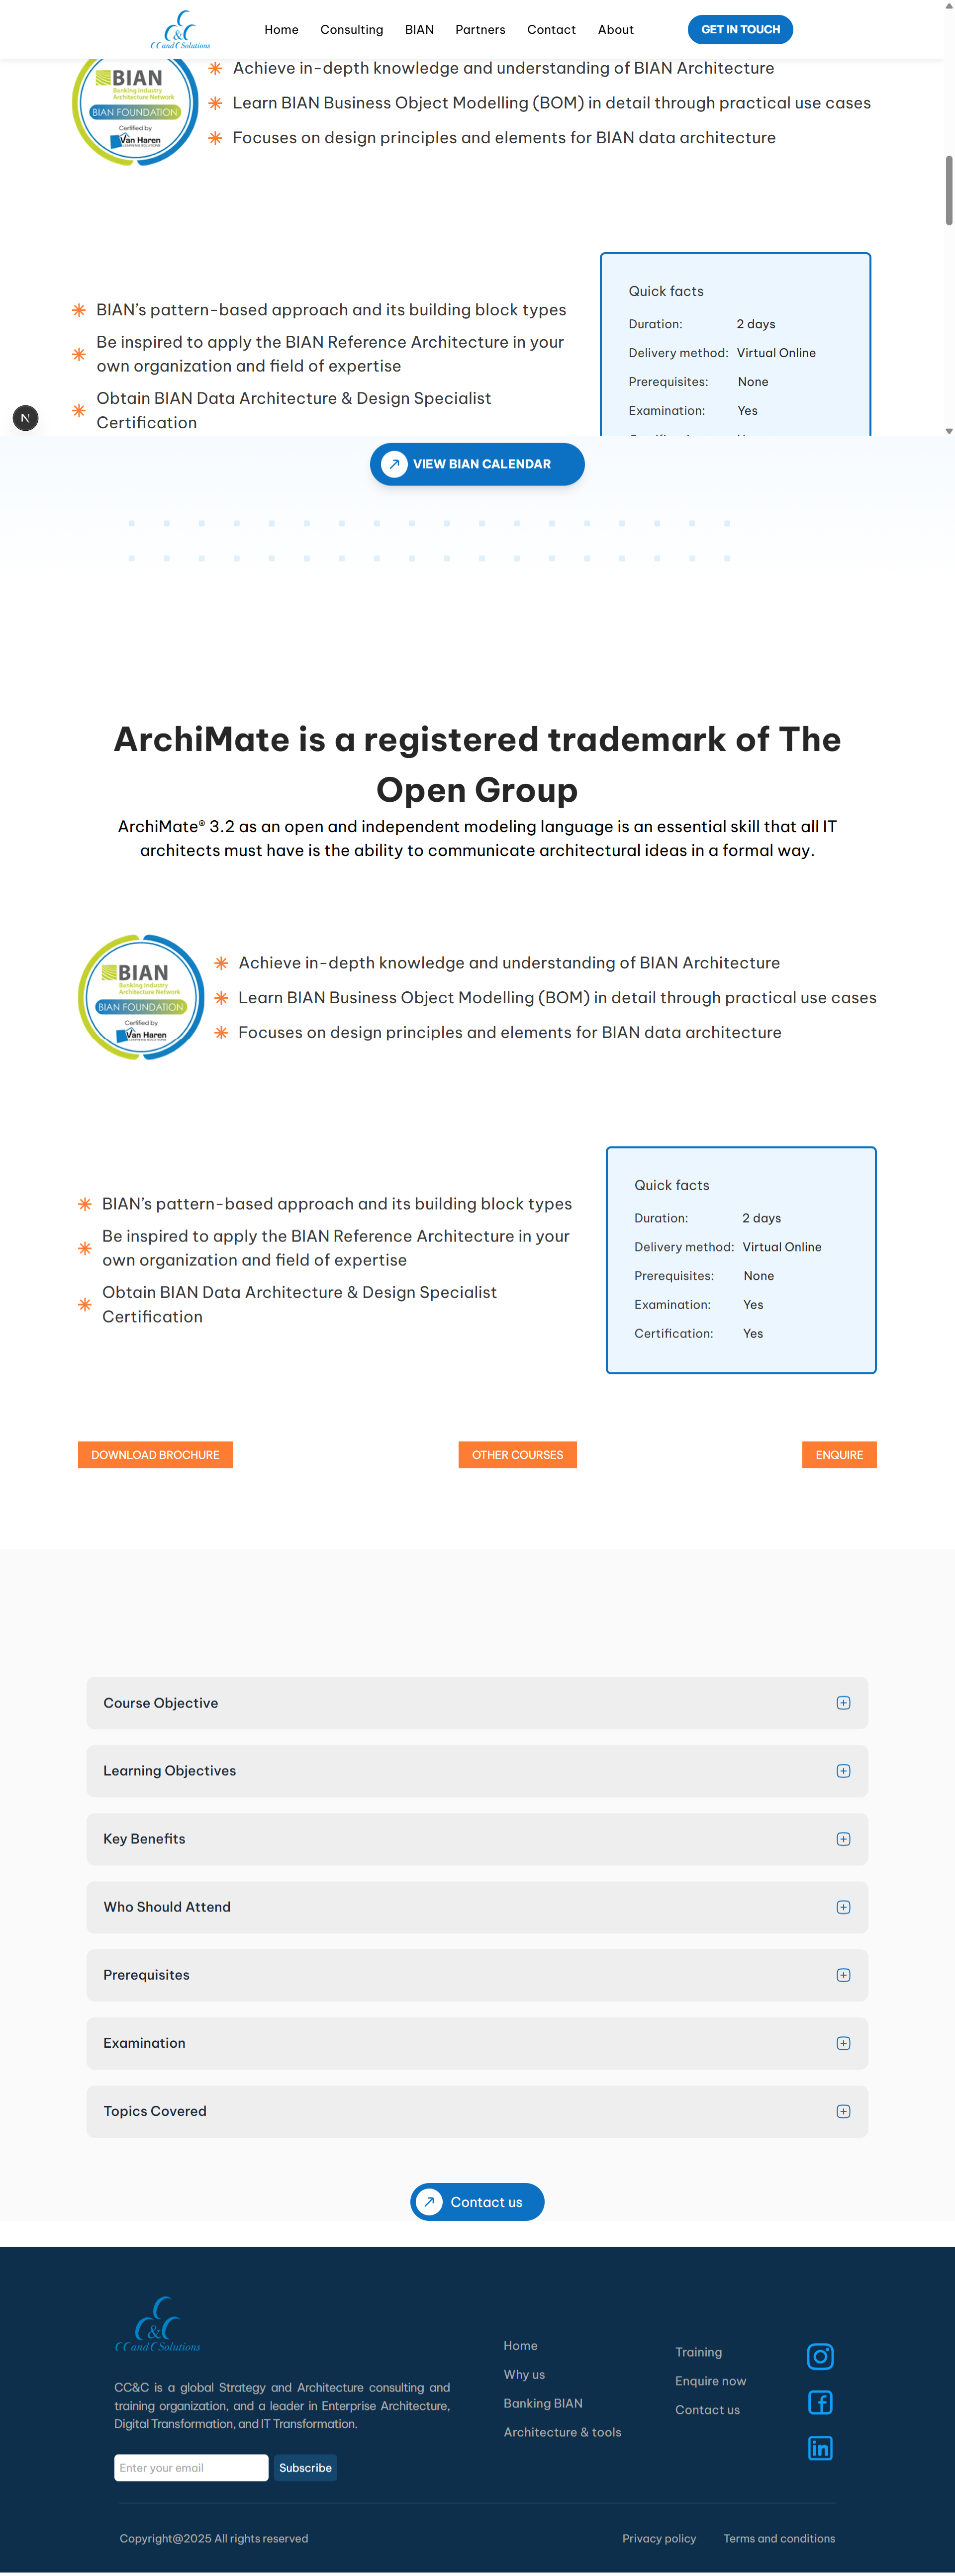 C&C
CC and C Solutions
Home Consulting BIAN Partners Contact About
GET IN TOUCH
BIAN
Banking Industry
Architecture Network
BIAN FOUNDATION
Certified by
Van Haren
LEARNING SOLUTIONS
Achieve in-depth knowledge and understanding of BIAN Architecture
Learn BIAN Business Object Modelling (BOM) in detail through practical use cases
Focuses on design principles and elements for BIAN data architecture
BIAN’s pattern-based approach and its building block types
Be inspired to apply the BIAN Reference Architecture in your
own organization and field of expertise
Obtain BIAN Data Architecture & Design Specialist
Certification
Quick facts
Duration: 2 days
Delivery method: Virtual Online
Prerequisites: None
Examination: Yes
N
VIEW BIAN CALENDAR
ArchiMate is a registered trademark of The
Open Group
ArchiMate® 3.2 as an open and independent modeling language is an essential skill that all IT
architects must have is the ability to communicate architectural ideas in a formal way.
BIAN
Banking Industry
Architecture Network
BIAN FOUNDATION
Certified by
Van Haren
LEARNING SOLUTIONS
Achieve in-depth knowledge and understanding of BIAN Architecture
Learn BIAN Business Object Modelling (BOM) in detail through practical use cases
Focuses on design principles and elements for BIAN data architecture
BIAN’s pattern-based approach and its building block types
Be inspired to apply the BIAN Reference Architecture in your
own organization and field of expertise
Obtain BIAN Data Architecture & Design Specialist
Certification
Quick facts
Duration: 2 days
Delivery method: Virtual Online
Prerequisites: None
Examination: Yes
Certification: Yes
DOWNLOAD BROCHURE
OTHER COURSES
ENQUIRE
Course Objective
Learning Objectives
Key Benefits
Who Should Attend
Prerequisites
Examination
Topics Covered
Contact us
C&C
CC and C Solutions
CC&C is a global Strategy and Architecture consulting and
training organization, and a leader in Enterprise Architecture,
Digital Transformation, and IT Transformation.
Enter your email
Subscribe
Home
Why us
Banking BIAN
Architecture & tools
Training
Enquire now
Contact us
in
Copyright@2025 All rights reserved
Privacy policy
Terms and conditions